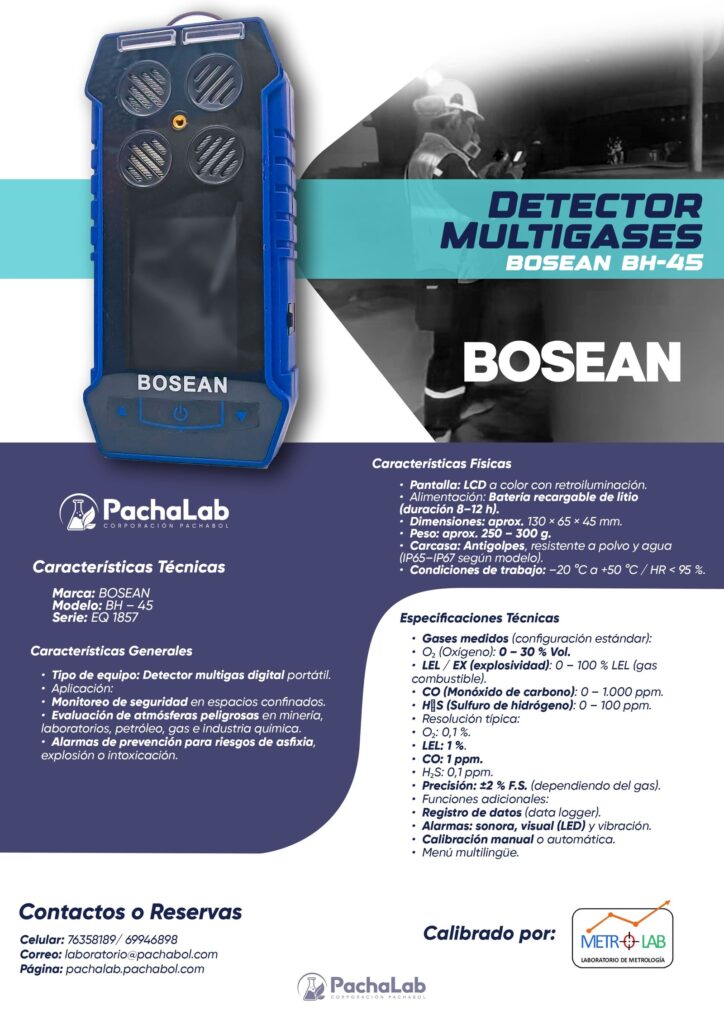 DETECTOR
MULTIGASES
BOSEAN BH-45
BOSEAN
BOSEAN
PachaLab
CORPORACIÓN PACHABOL
Características Técnicas
Marca: BOSEAN
Modelo: BH – 45
Serie: EQ 1857
Características Generales
• Tipo de equipo: Detector multigas digital portátil.
• Aplicación:
• Monitoreo de seguridad en espacios confinados.
• Evaluación de atmósferas peligrosas en minería,
laboratorios, petróleo, gas e industria química.
• Alarmas de prevención para riesgos de asfixia,
explosión o intoxicación.
Características Físicas
• Pantalla: LCD a color con retroiluminación.
• Alimentación: Batería recargable de litio
(duración 8–12 h).
• Dimensiones: aprox. 130 × 65 × 45 mm.
• Peso: aprox. 250 – 300 g.
• Carcasa: Antigolpes, resistente a polvo y agua
(IP65–IP67 según modelo).
• Condiciones de trabajo: –20 °C a +50 °C / HR < 95 %.
Especificaciones Técnicas
• Gases medidos (configuración estándar):
• O₂ (Oxígeno): 0 – 30 % Vol.
• LEL / EX (explosividad): 0 – 100 % LEL (gas
combustible).
• CO (Monóxido de carbono): 0 – 1.000 ppm.
• H▯S (Sulfuro de hidrógeno): 0 – 100 ppm.
• Resolución típica:
• O₂: 0,1 %.
• LEL: 1 %.
• CO: 1 ppm.
• H₂S: 0,1 ppm.
• Precisión: ±2 % F.S. (dependiendo del gas).
• Funciones adicionales:
• Registro de datos (data logger).
• Alarmas: sonora, visual (LED) y vibración.
• Calibración manual o automática.
• Menú multilingüe.
Contactos o Reservas
Celular: 76358189/ 69946898
Correo: laboratorio@pachabol.com
Página: pachalab.pachabol.com
Calibrado por:
METROLAB
LABORATORIO DE METROLOGÍA
PachaLab
CORPORACIÓN PACHABOL